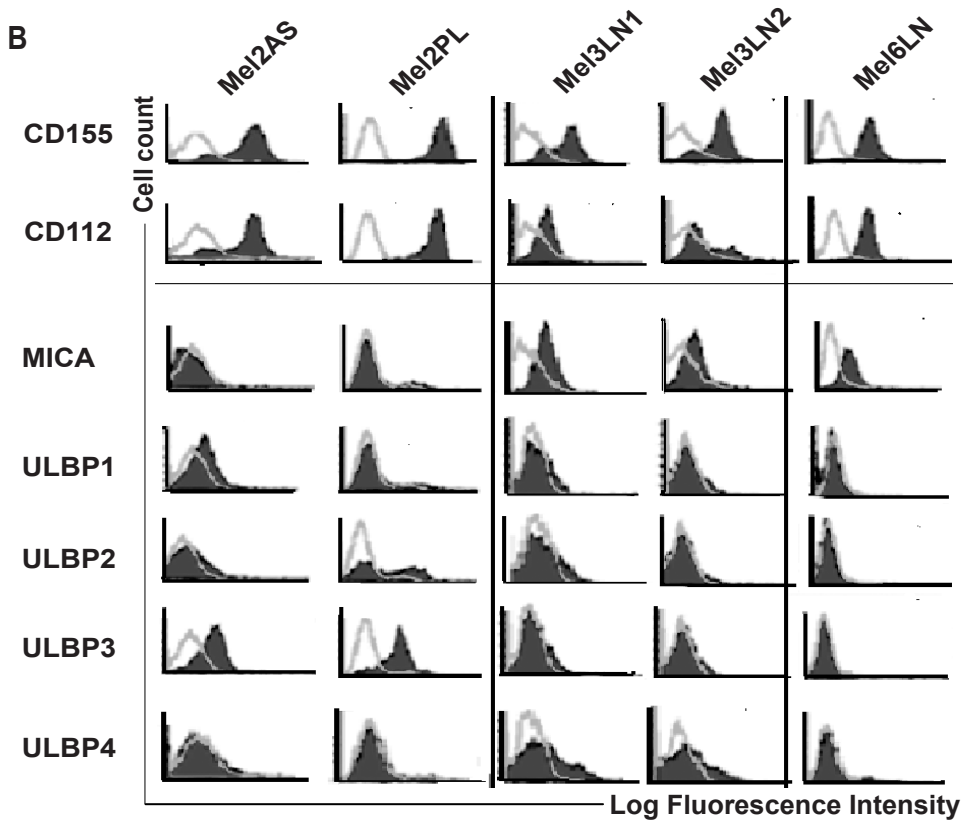 B
Mel2AS
Mel2PL
Mel3LN1
Mel3LN2
Mel6LN
Cell count
CD155
CD112
MICA
ULBP1
ULBP2
ULBP3
ULBP4
Log Fluorescence Intensity